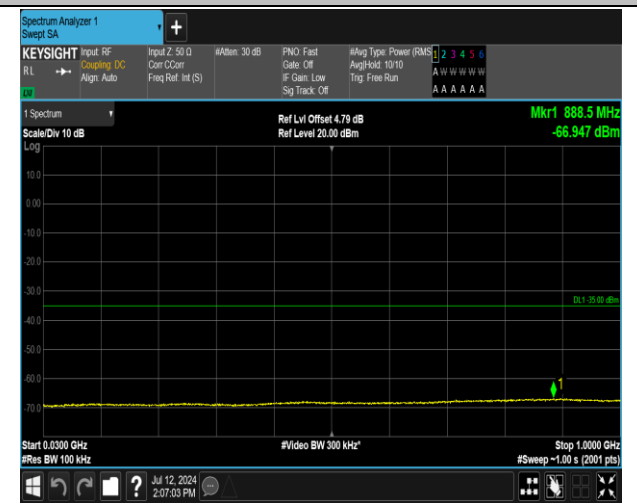 Spectrum Analyzer 1
Swept SA
+
KEYSIGHT Input: RF Input Z: 50 Ω #Atten: 30 dB PNO: Fast #Avg Type: Power (RMS 1 2 3 4 5 6
RL Coupling: DC Corr CCorr Gate: Off Avg|Hold: 10/10 A W W W W W
Align: Auto Freq Ref: Int (S) IF Gain: Low Trig: Free Run
Sig Track: Off A A A A A A
1 Spectrum Ref Lvl Offset 4.79 dB Mkr1 888.5 MHz
Scale/Div 10 dB Ref Level 20.00 dBm -66.947 dBm
Log
10.0
0.00
-10.0
-20.0
-30.0
DL1 -35.00 dBm
-40.0
-50.0
-60.0
1
-70.0
Start 0.0300 GHz #Video BW 300 kHz* Stop 1.0000 GHz
#Res BW 100 kHz #Sweep ~1.00 s (2001 pts)
? Jul 12, 2024
2:07:03 PM